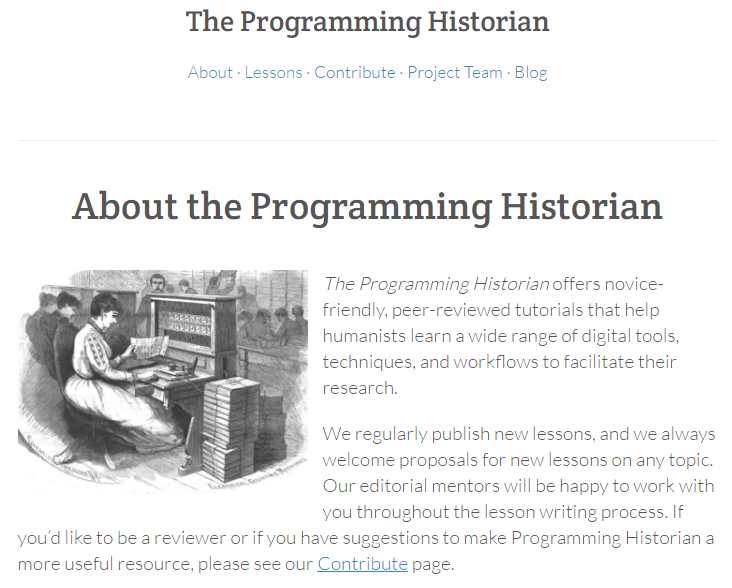 The Programming Historian
About · Lessons · Contribute · Project Team · Blog
About the Programming Historian
The Programming Historian offers novice-
friendly, peer-reviewed tutorials that help
humanists learn a wide range of digital tools,
techniques, and workflows to facilitate their
research.
We regularly publish new lessons, and we always
welcome proposals for new lessons on any topic.
Our editorial mentors will be happy to work with
you throughout the lesson writing process. If
you'd like to be a reviewer or if you have suggestions to make Programming Historian a
more useful resource, please see our Contribute page.